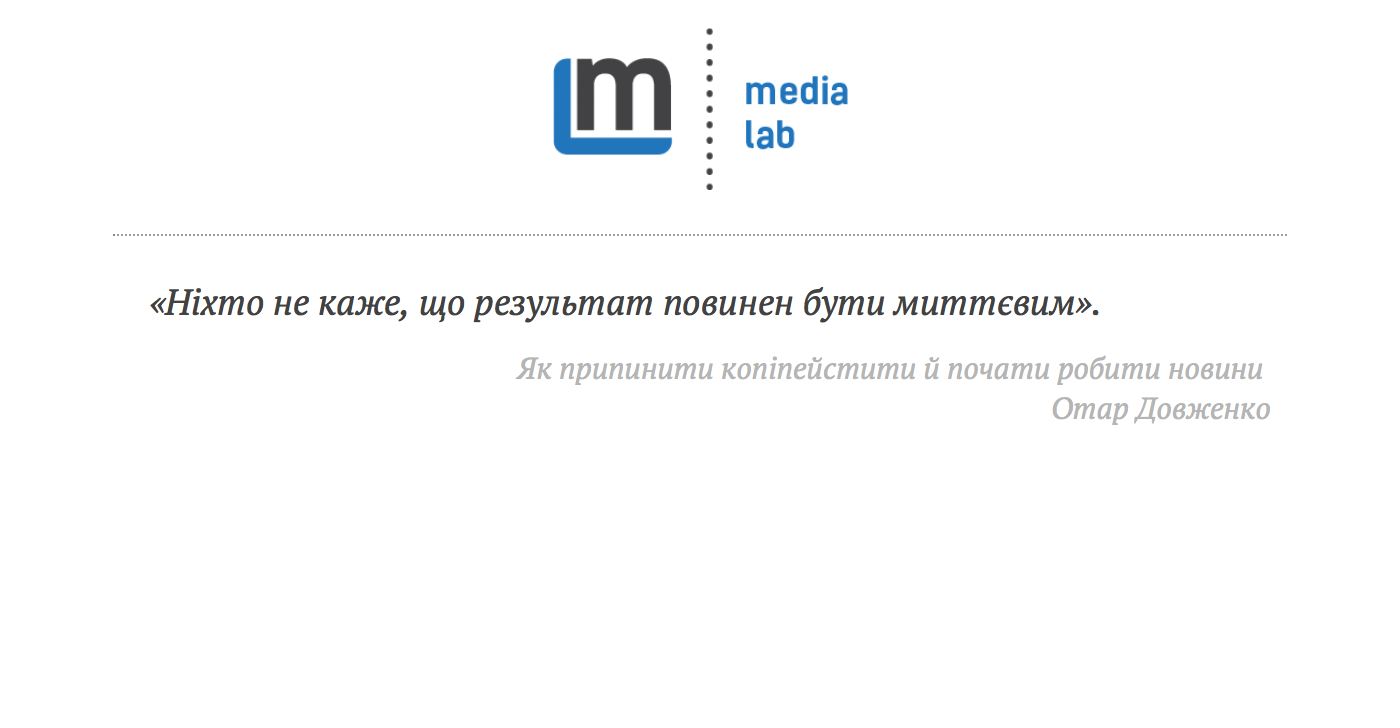 m
media
lab
«Ніхто не каже, що результат повинен бути миттєвим».
Як припинити копіпейстити й почати робити новини
Отар Довженко